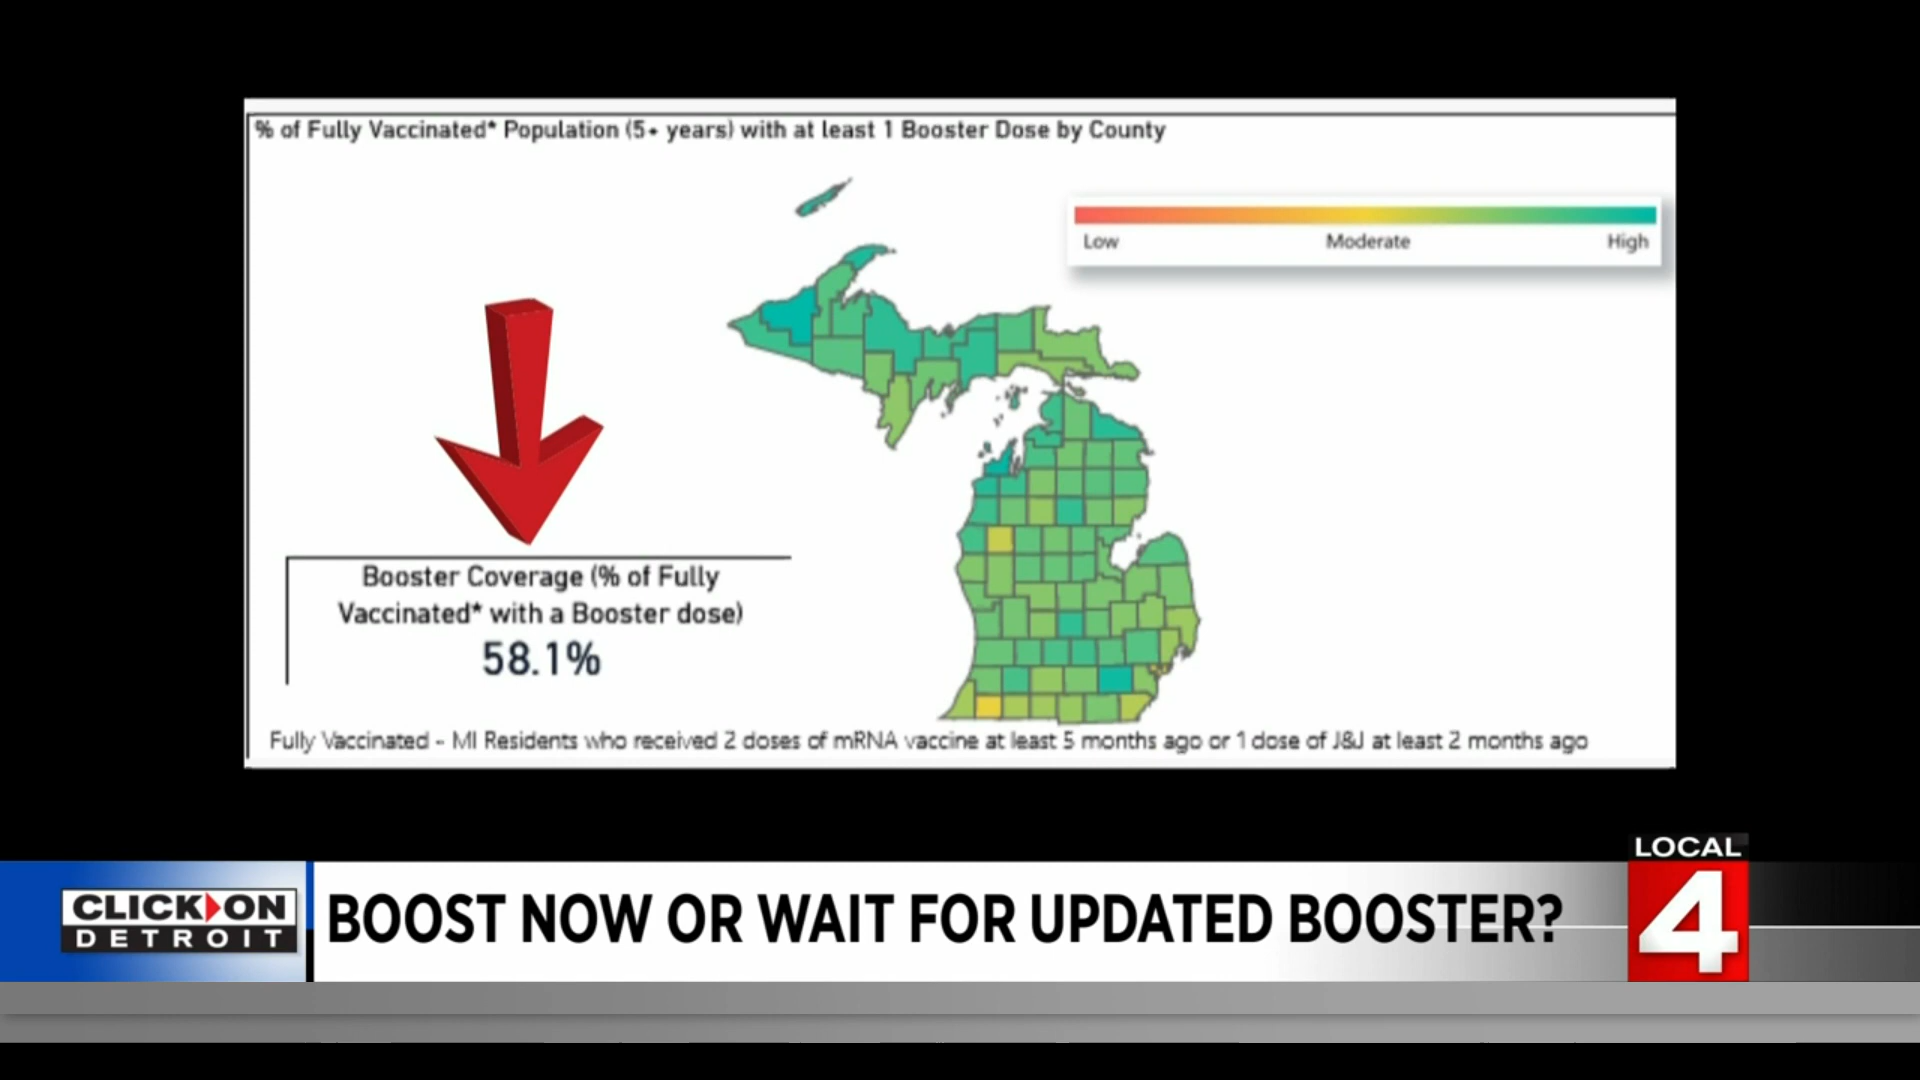 % of Fully Vaccinated* Population (5+ years) with at least 1 Booster Dose by County
Low Moderate High
Booster Coverage (% of Fully
Vaccinated* with a Booster dose)
58.1%
Fully Vaccinated - MI Residents who received 2 doses of mRNA vaccine at least 5 months ago or 1 dose of J&J at least 2 months ago
LOCAL
4
CLICK ON
DETROIT
BOOST NOW OR WAIT FOR UPDATED BOOSTER?